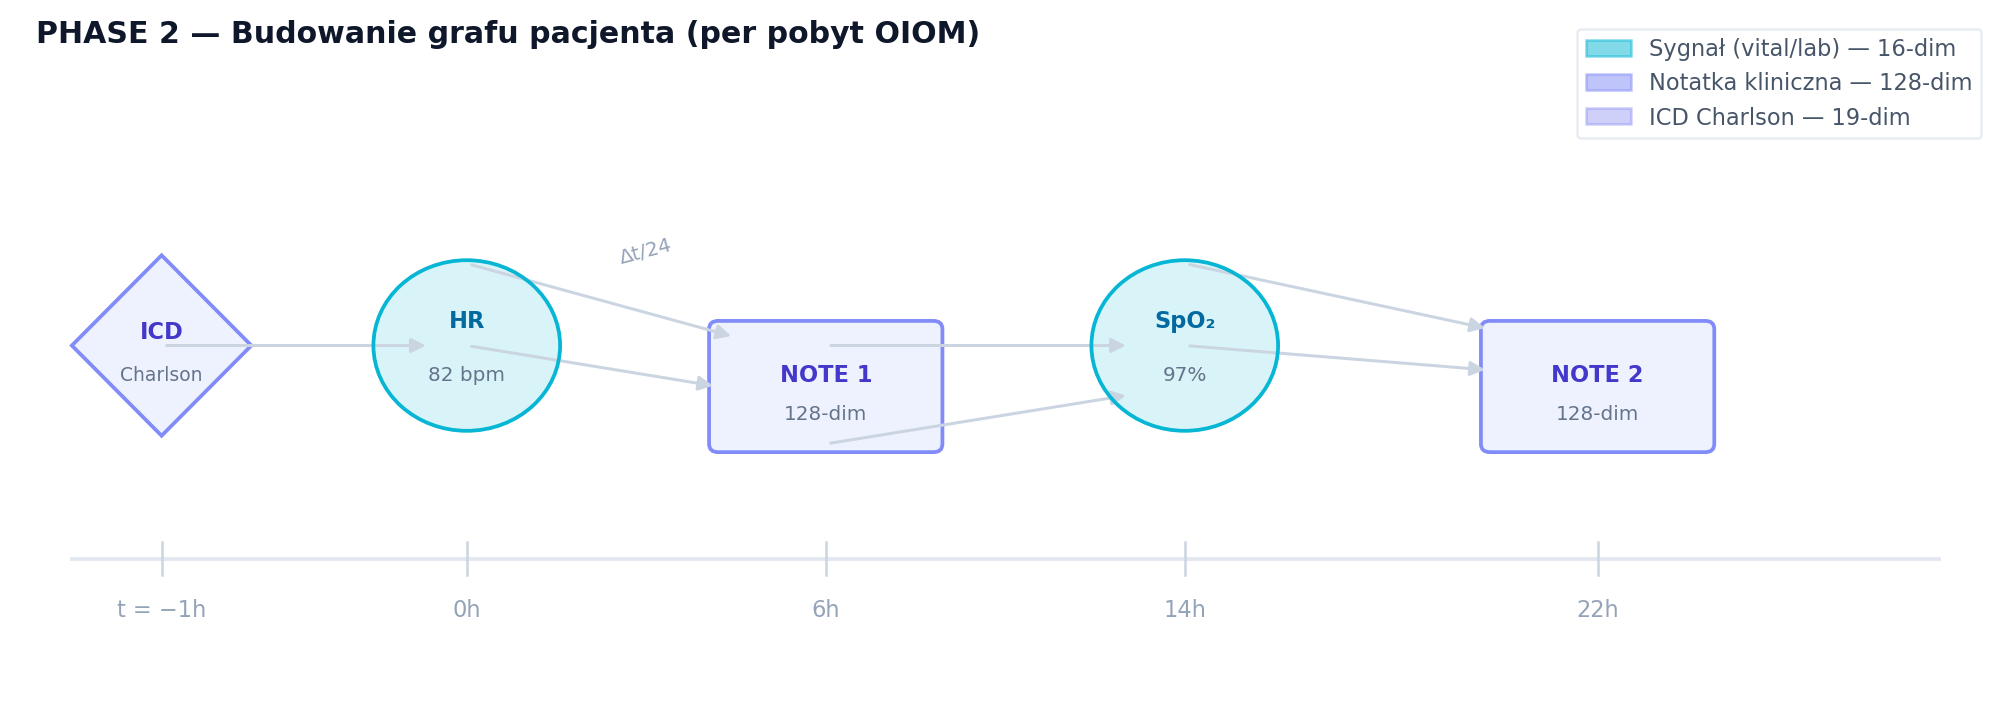 PHASE 2 — Budowanie grafu pacjenta (per pobyt OIOM)
Sygnał (vital/lab) — 16-dim
Notatka kliniczna — 128-dim
ICD Charlson — 19-dim
Δt/24
ICD
Charlson
HR
82 bpm
NOTE 1
128-dim
SpO₂
97%
NOTE 2
128-dim
t = −1h
0h
6h
14h
22h